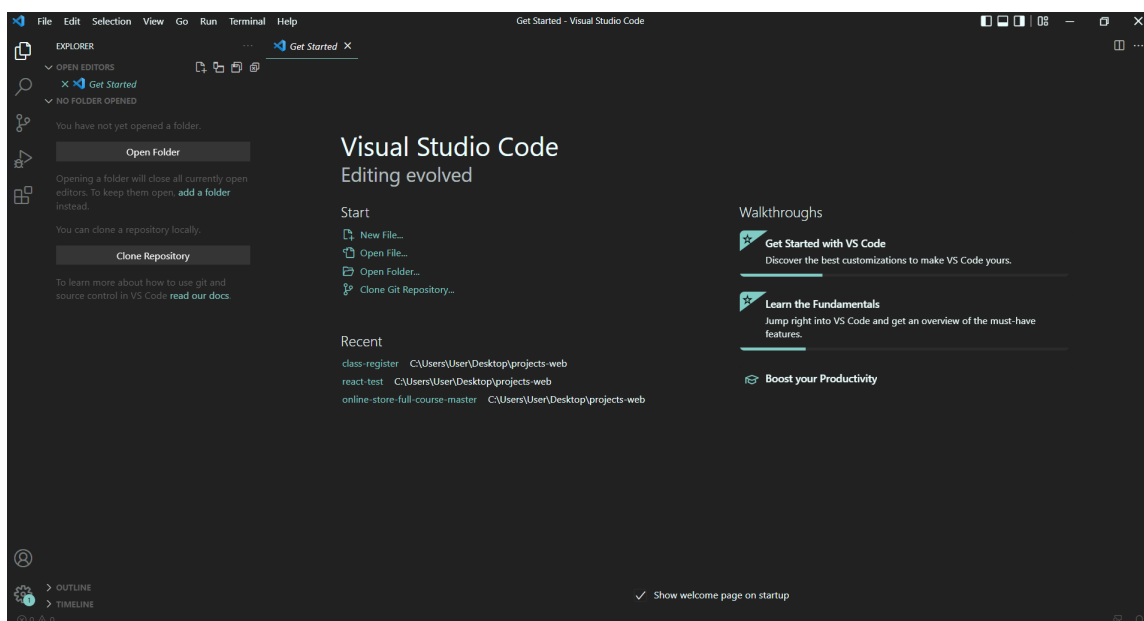 File Edit Selection View Go Run Terminal Help
Get Started - Visual Studio Code
EXPLORER
Get Started
OPEN EDITORS
Get Started
NO FOLDER OPENED
You have not yet opened a folder.
Open Folder
Opening a folder will close all currently open
editors. To keep them open, add a folder
instead.
You can clone a repository locally.
Clone Repository
To learn more about how to use git and
source control in VS Code read our docs.
Visual Studio Code
Editing evolved
Start
New File...
Open File...
Open Folder...
Clone Git Repository...
Recent
class-register C:\Users\User\Desktop\projects-web
react-test C:\Users\User\Desktop\projects-web
online-store-full-course-master C:\Users\User\Desktop\projects-web
Walkthroughs
Get Started with VS Code
Discover the best customizations to make VS Code yours.
Learn the Fundamentals
Jump right into VS Code and get an overview of the must-have
features.
Boost your Productivity
OUTLINE
TIMELINE
1
Show welcome page on startup
0 0